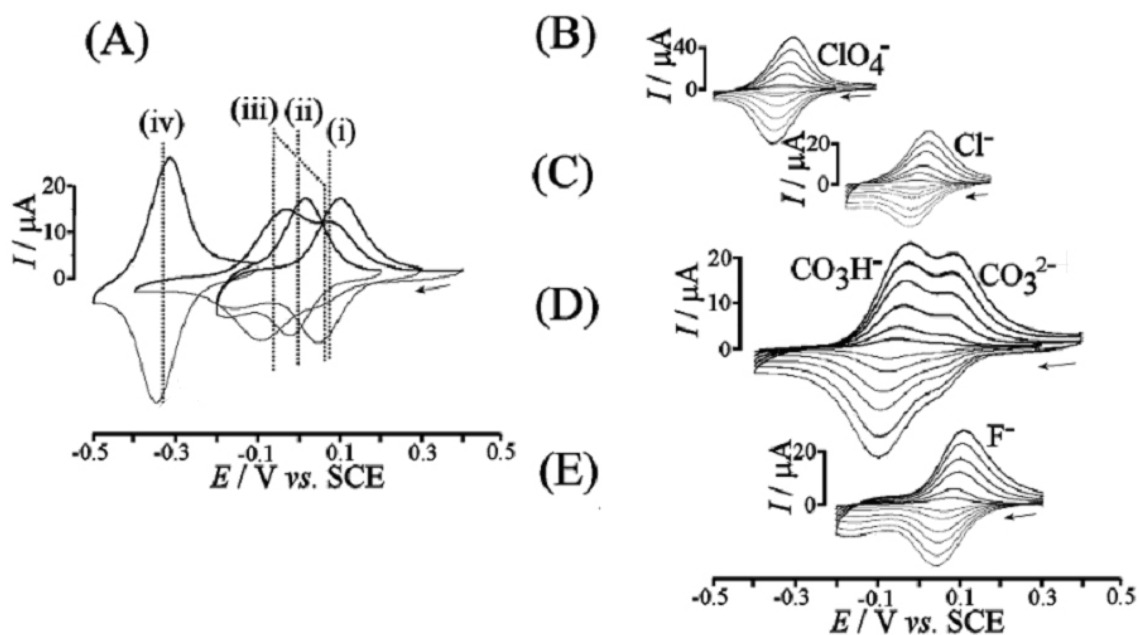 (A)
(iv)
(iii)
(ii)
(i)
I / μA
20
10
0
-0.5
-0.3
-0.1
0.1
0.3
0.5
E / V vs. SCE
(B)
I / μA
40
0
ClO₄⁻
(C)
I / μA
20
0
Cl⁻
(D)
I / μA
20
10
0
CO₃H⁻
CO₃²⁻
(E)
I / μA
20
0
F⁻
-0.5
-0.3
-0.1
0.1
0.3
0.5
E / V vs. SCE